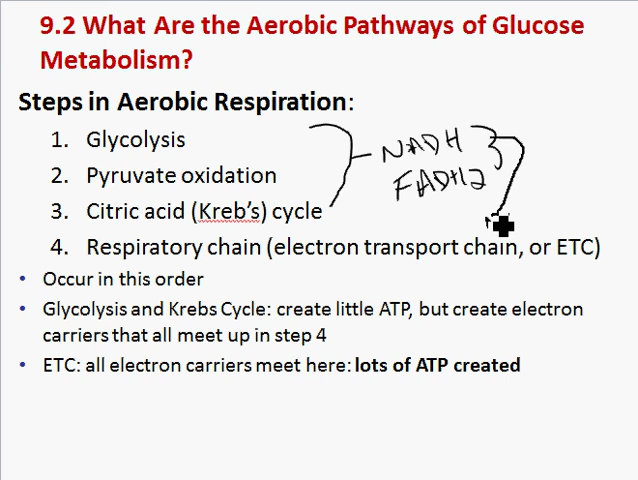 9.2 What Are the Aerobic Pathways of Glucose
Metabolism?
Steps in Aerobic Respiration:
1. Glycolysis
NADH
2. Pyruvate oxidation
FADH2
3. Citric acid (Kreb's) cycle
4. Respiratory chain (electron transport chain, or ETC)
• Occur in this order
• Glycolysis and Krebs Cycle: create little ATP, but create electron
carriers that all meet up in step 4
• ETC: all electron carriers meet here: lots of ATP created